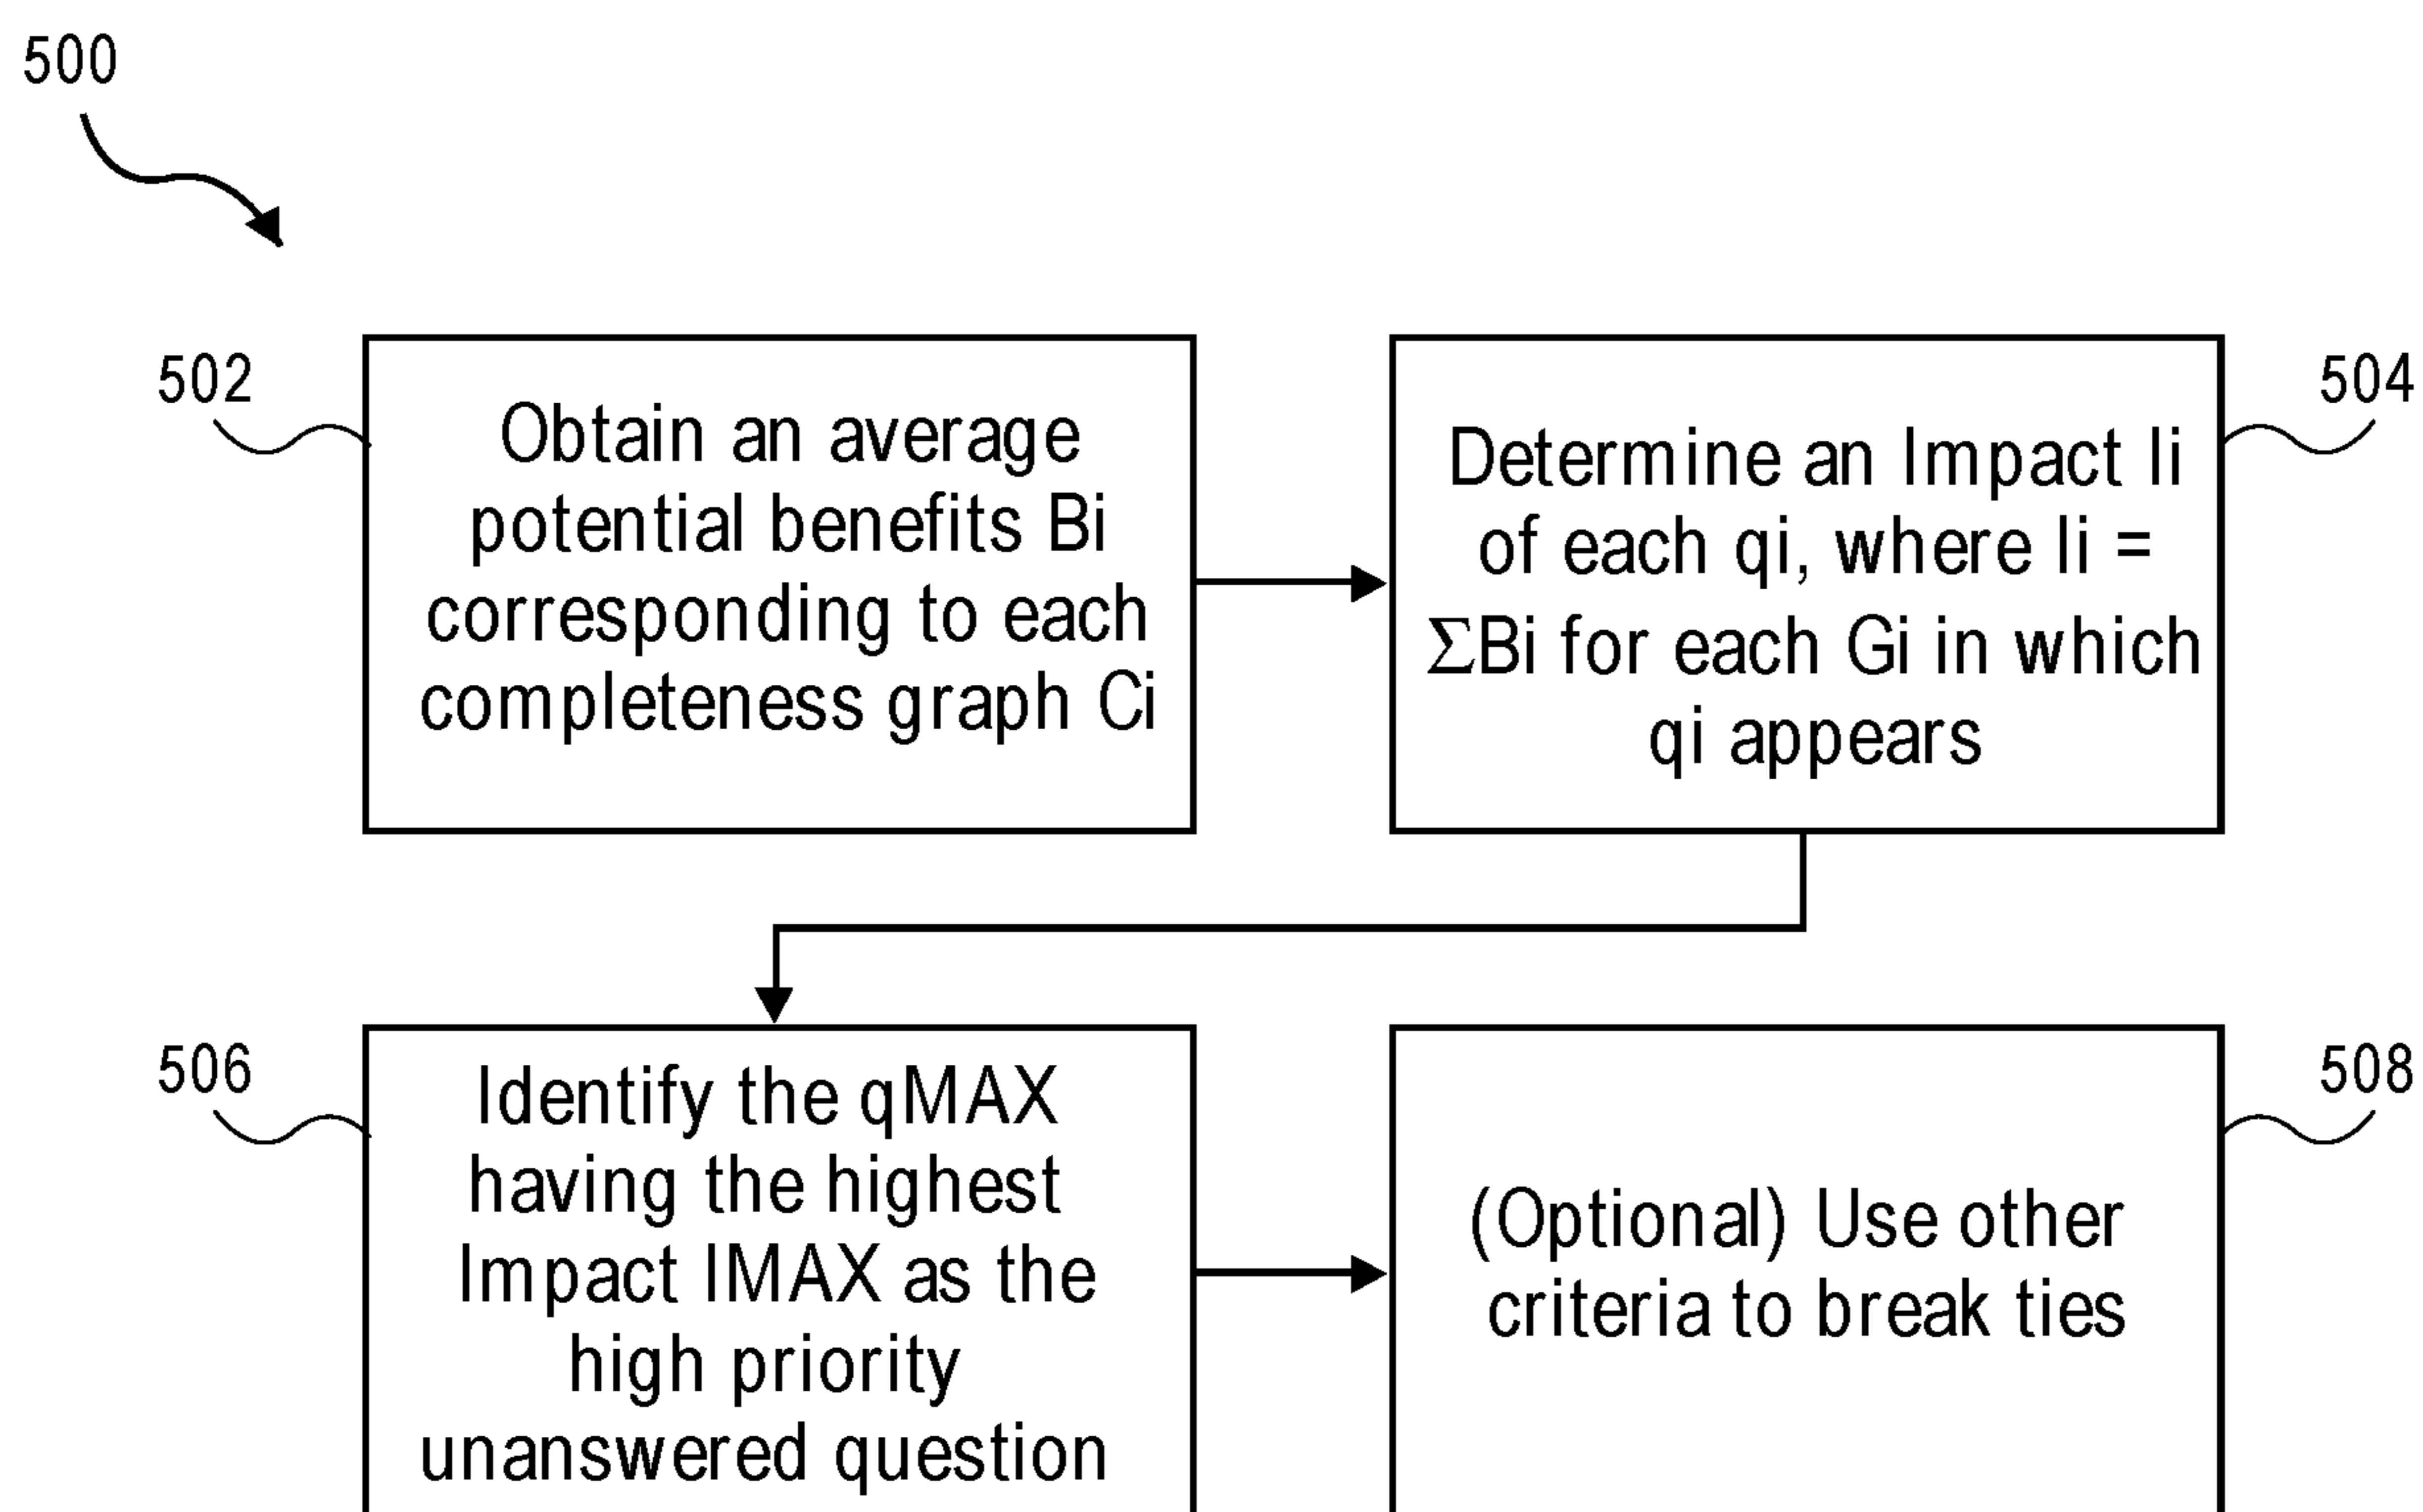 500
502
Obtain an average
potential benefits Bi
corresponding to each
completeness graph Ci
504
Determine an Impact Ii
of each qi, where Ii =
ΣBi for each Gi in which
qi appears
506
Identify the qMAX
having the highest
Impact IMAX as the
high priority
unanswered question
508
(Optional) Use other
criteria to break ties